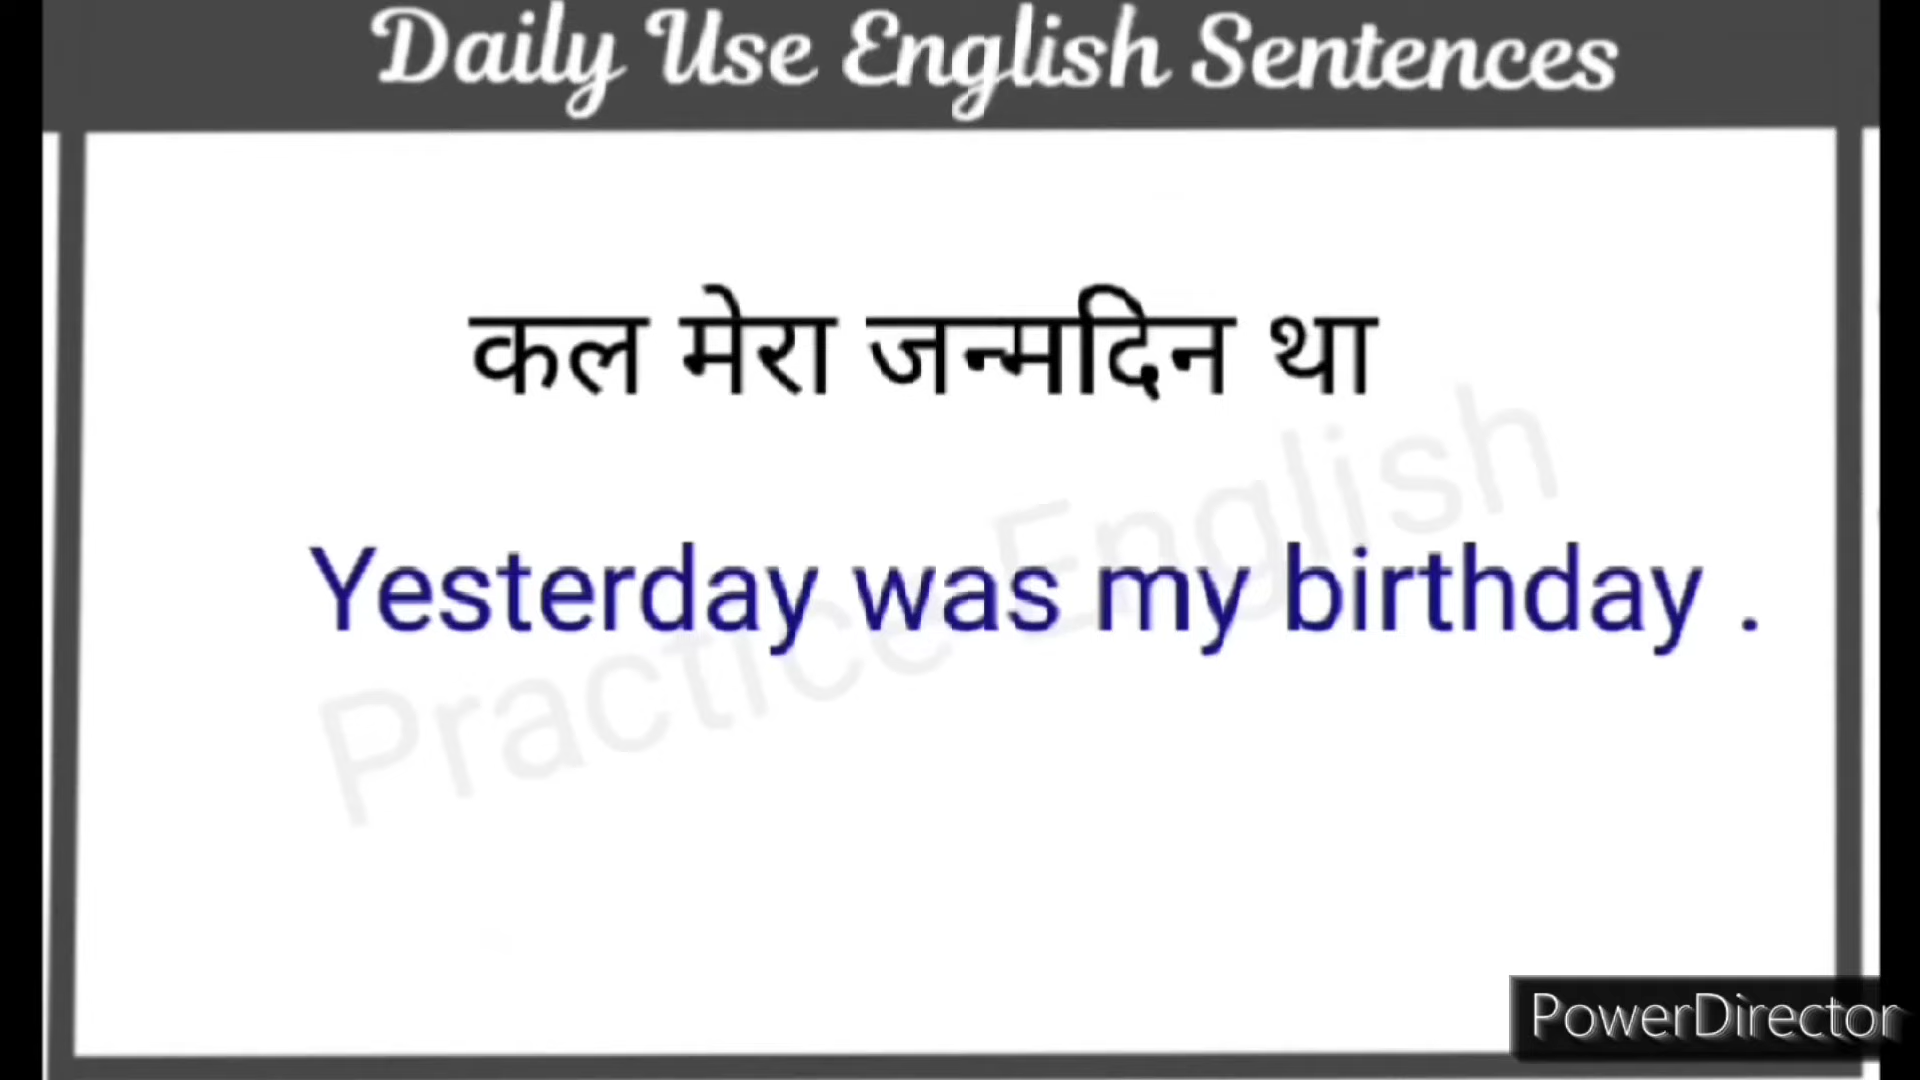 Daily Use English Sentences
कल मेरा जन्मदिन था
Yesterday was my birthday .
Practice English
PowerDirector